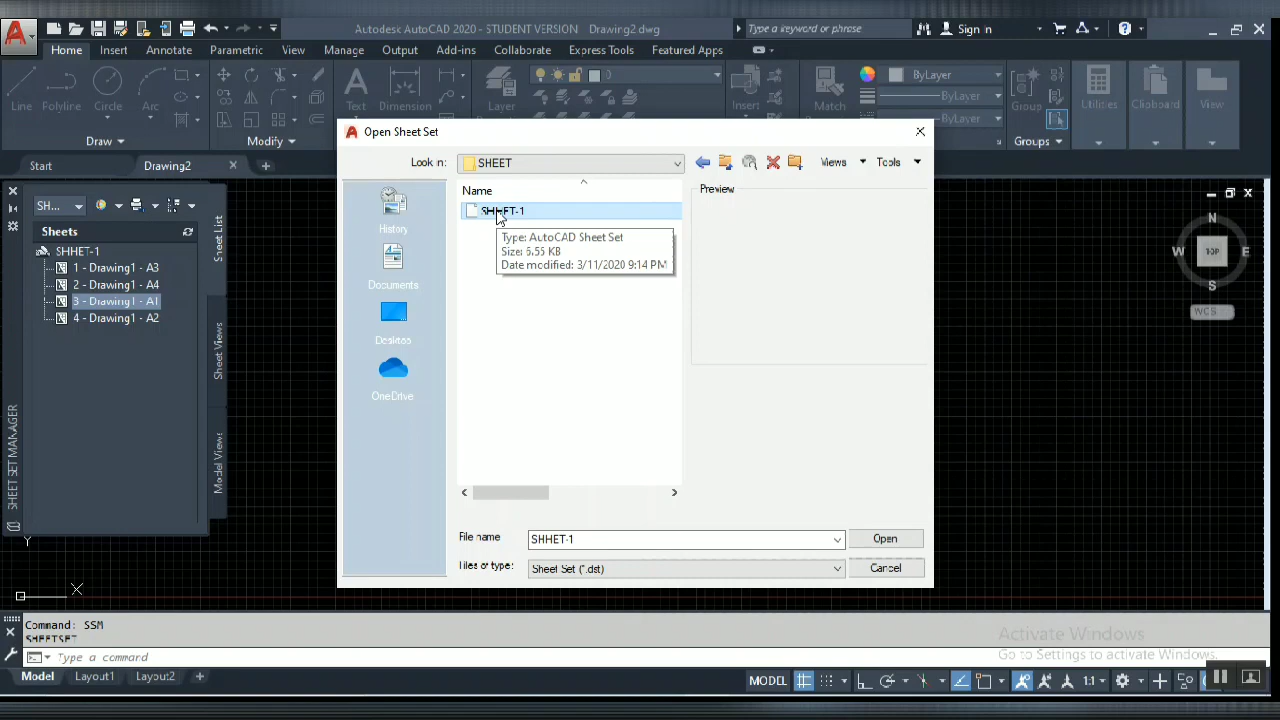 Autodesk AutoCAD 2020 - STUDENT VERSION Drawing2.dwg
Type a keyword or phrase
Sign In
Home Insert Annotate Parametric View Manage Output Add-ins Collaborate Express Tools Featured Apps
Line Polyline Circle Arc Text Dimension Layer 0 Insert Match ByLayer ByLayer ByLayer Group Utilities Clipboard View
Draw Modify Groups
Start Drawing2
Open Sheet Set
Look in: SHEET Views Tools
SH...
Sheets
SHHET-1
1 - Drawing1 - A3
2 - Drawing1 - A4
3 - Drawing1 - A1
4 - Drawing1 - A2
Sheet List
Sheet Views
Model Views
SHEET SET MANAGER
History
Documents
Desktop
OneDrive
Name
SHHET-1
Type: AutoCAD Sheet Set
Size: 6.55 KB
Date modified: 3/11/2020 9:14 PM
Preview
File name SHHET-1 Open
Files of type: Sheet Set (*.dst) Cancel
N
W TOP E
S
WCS
Y
X
Command: SSM
SHEETSET
Type a command
Activate Windows
Go to Settings to activate Windows.
Model Layout1 Layout2
MODEL 1:1